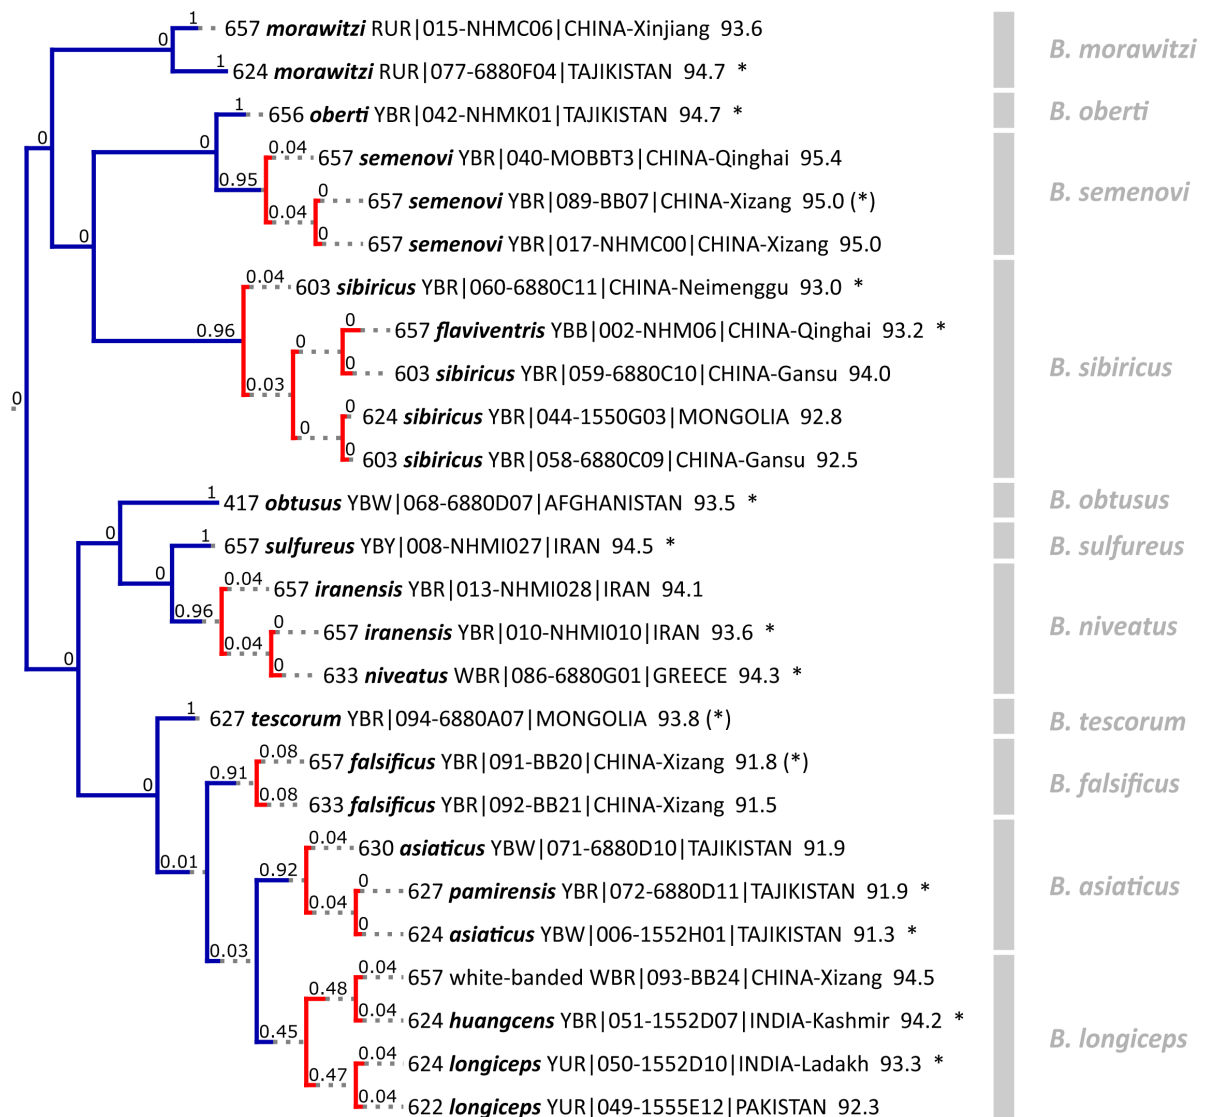 1
0
657 morawitzi RUR|015-NHMC06|CHINA-Xinjiang 93.6
B. morawitzi
1
624 morawitzi RUR|077-6880F04|TAJIKISTAN 94.7 *
1
656 oberti YBR|042-NHMK01|TAJIKISTAN 94.7 *
B. oberti
0
0
0.04
657 semenovi YBR|040-MOBBT3|CHINA-Qinghai 95.4
0.95
0
657 semenovi YBR|089-BB07|CHINA-Xizang 95.0 (*)
B. semenovi
0.04
0
0
657 semenovi YBR|017-NHMC00|CHINA-Xizang 95.0
0.04
603 sibiricus YBR|060-6880C11|CHINA-Neimenggu 93.0 *
0.96
0
657 flaviventris YBB|002-NHM06|CHINA-Qinghai 93.2 *
0
0
603 sibiricus YBR|059-6880C10|CHINA-Gansu 94.0
B. sibiricus
0.03
0
0
624 sibiricus YBR|044-1550G03|MONGOLIA 92.8
0
0
603 sibiricus YBR|058-6880C09|CHINA-Gansu 92.5
1
417 obtusus YBW|068-6880D07|AFGHANISTAN 93.5 *
B. obtusus
0
1
657 sulfureus YBY|008-NHMI027|IRAN 94.5 *
B. sulfureus
0
0.04
657 iranensis YBR|013-NHMI028|IRAN 94.1
0.96
0
657 iranensis YBR|010-NHMI010|IRAN 93.6 *
B. niveatus
0.04
0
0
633 niveatus WBR|086-6880G01|GREECE 94.3 *
1
627 tescorum YBR|094-6880A07|MONGOLIA 93.8 (*)
B. tescorum
0.08
657 falsificus YBR|091-BB20|CHINA-Xizang 91.8 (*)
0
0.91
B. falsificus
0.08
633 falsificus YBR|092-BB21|CHINA-Xizang 91.5
0.04
630 asiaticus YBW|071-6880D10|TAJIKISTAN 91.9
0.01
0.92
0
627 pamirensis YBR|072-6880D11|TAJIKISTAN 91.9 *
B. asiaticus
0.04
0
624 asiaticus YBW|006-1552H01|TAJIKISTAN 91.3 *
0.03
0.04
657 white-banded WBR|093-BB24|CHINA-Xizang 94.5
0.48
0.04
624 huangcens YBR|051-1552D07|INDIA-Kashmir 94.2 *
0.45
B. longiceps
0.04
624 longiceps YUR|050-1552D10|INDIA-Ladakh 93.3 *
0.47
0.04
622 longiceps YUR|049-1555E12|PAKISTAN 92.3